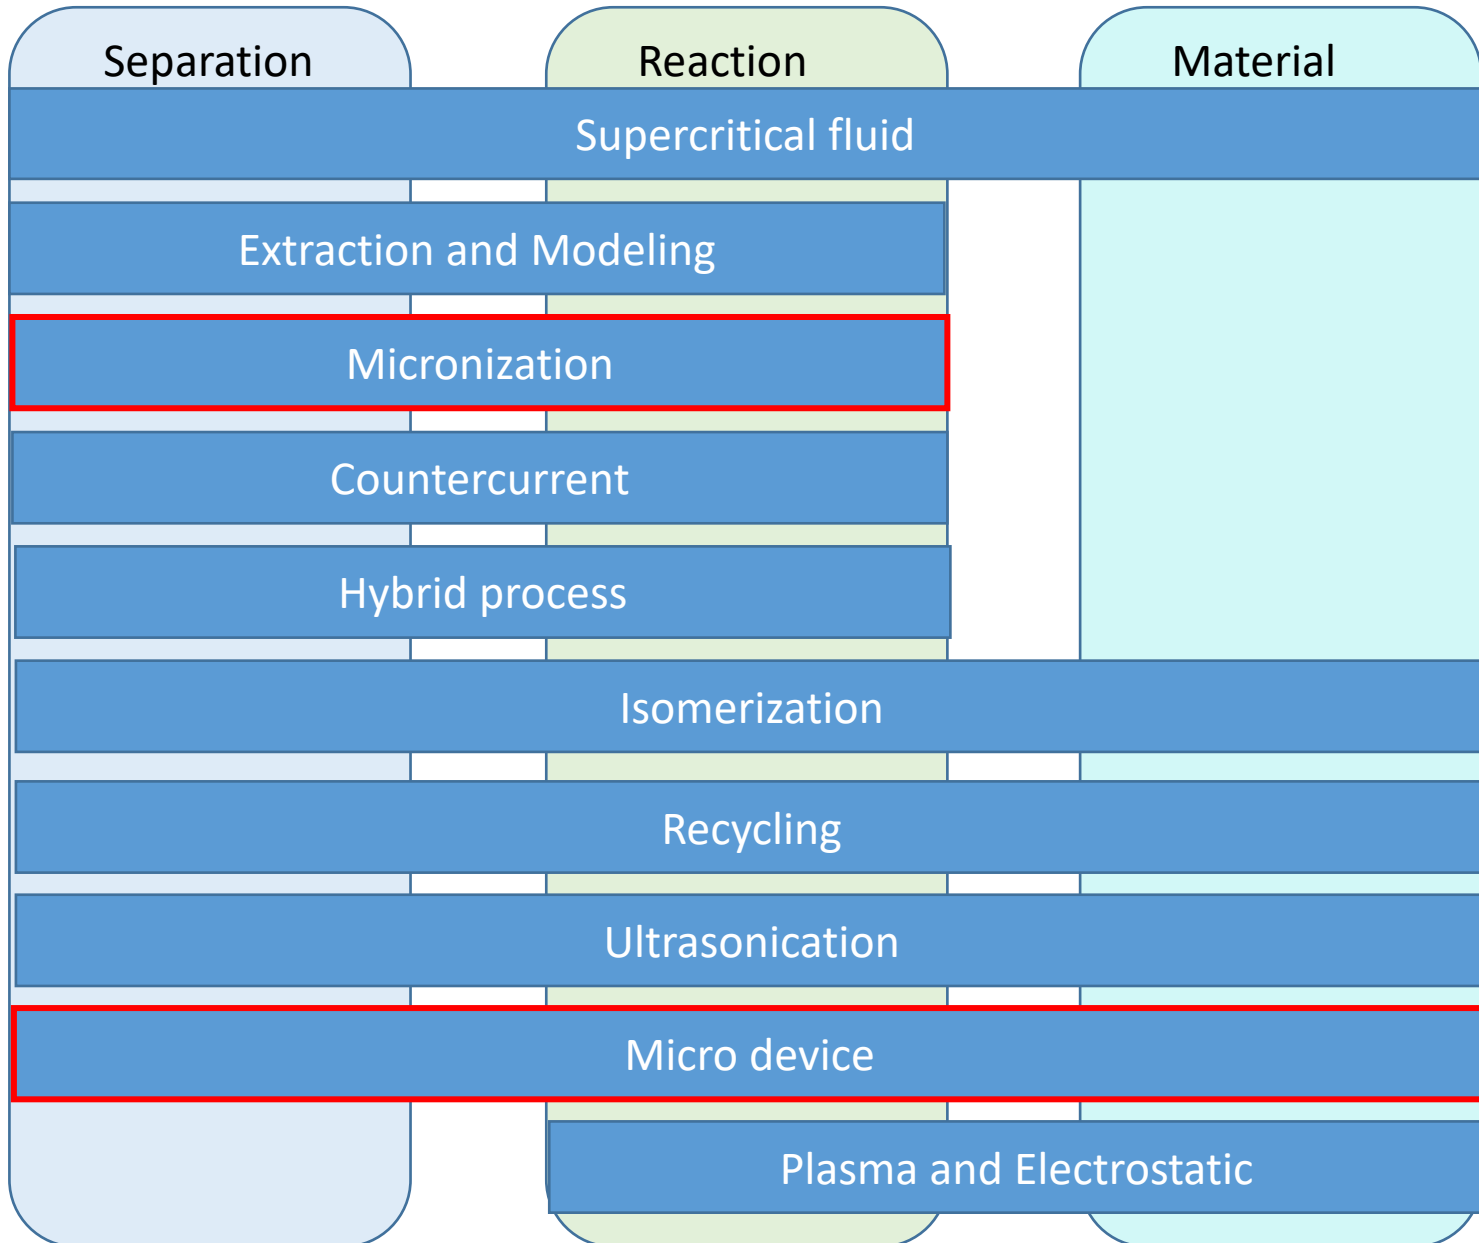 Separation
Reaction
Material
Supercritical fluid
Extraction and Modeling
Micronization
Countercurrent
Hybrid process
Isomerization
Recycling
Ultrasonication
Micro device
Plasma and Electrostatic